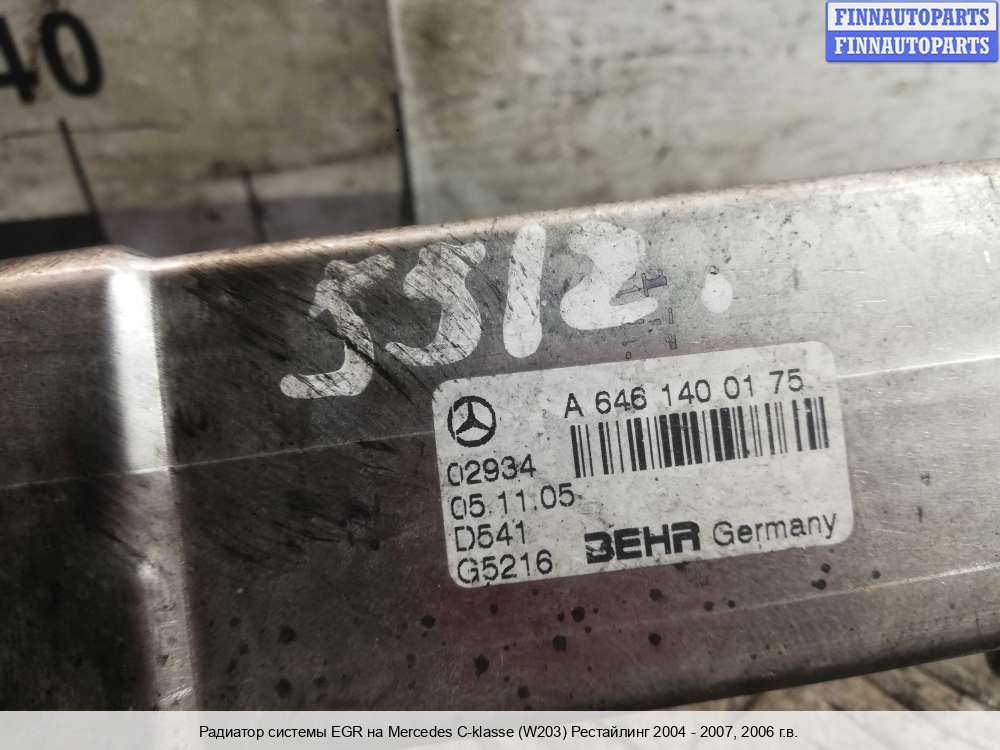 FINNAUTOPARTS
FINNAUTOPARTS
40
5512.
A 646 140 01 75
02934
05.11.05
D541
G5216
BEHR Germany
Радиатор системы EGR на Mercedes C-klasse (W203) Рестайлинг 2004 - 2007, 2006 г.в.